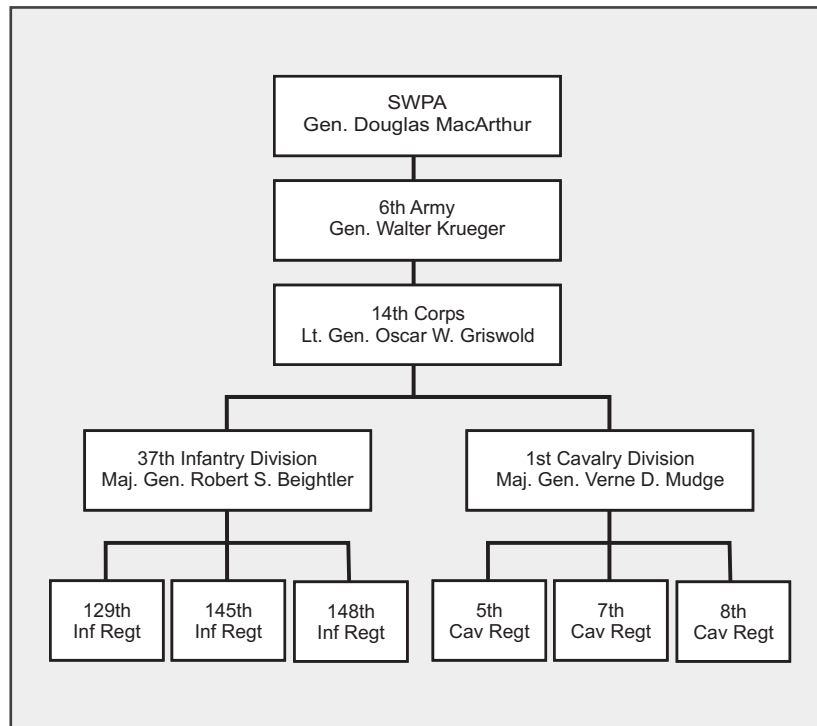 SWPA
Gen. Douglas MacArthur
6th Army
Gen. Walter Krueger
14th Corps
Lt. Gen. Oscar W. Griswold
37th Infantry Division
Maj. Gen. Robert S. Beightler
1st Cavalry Division
Maj. Gen. Verne D. Mudge
129th
Inf Regt
145th
Inf Regt
148th
Inf Regt
5th
Cav Regt
7th
Cav Regt
8th
Cav Regt